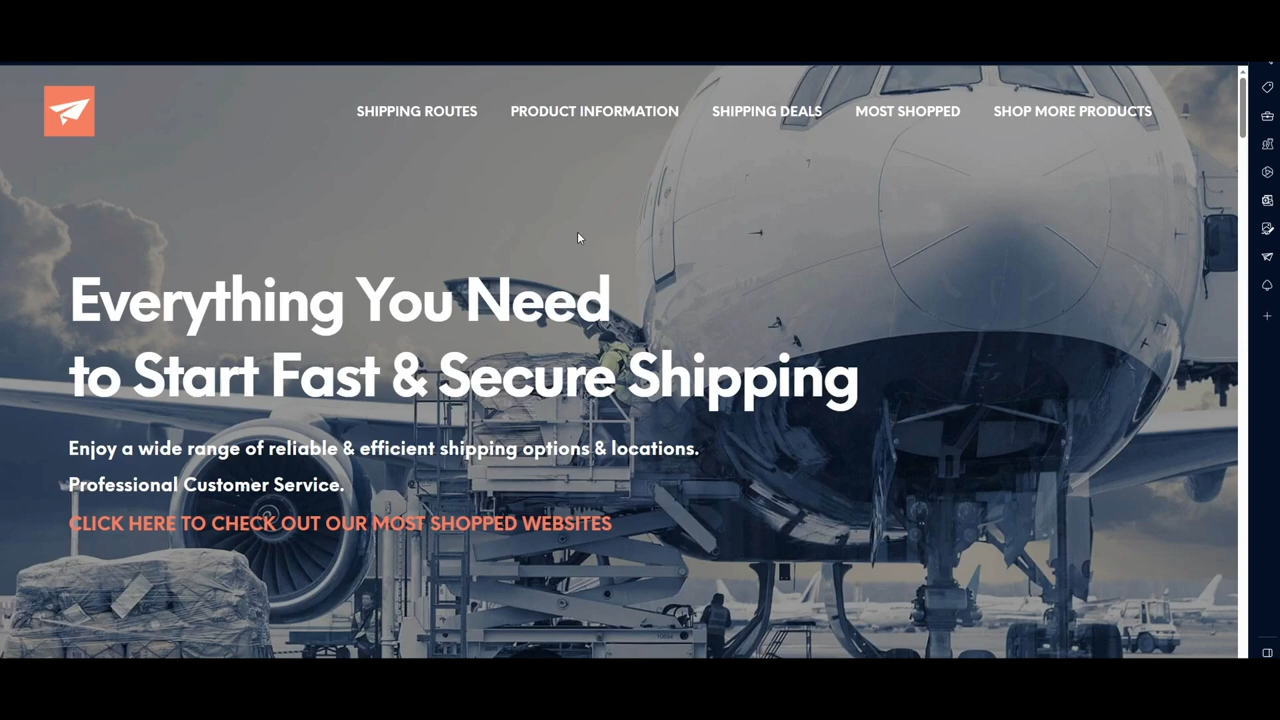 SHIPPING ROUTES PRODUCT INFORMATION SHIPPING DEALS MOST SHOPPED SHOP MORE PRODUCTS
Everything You Need
to Start Fast & Secure Shipping
Enjoy a wide range of reliable & efficient shipping options & locations.
Professional Customer Service.
CLICK HERE TO CHECK OUT OUR MOST SHOPPED WEBSITES